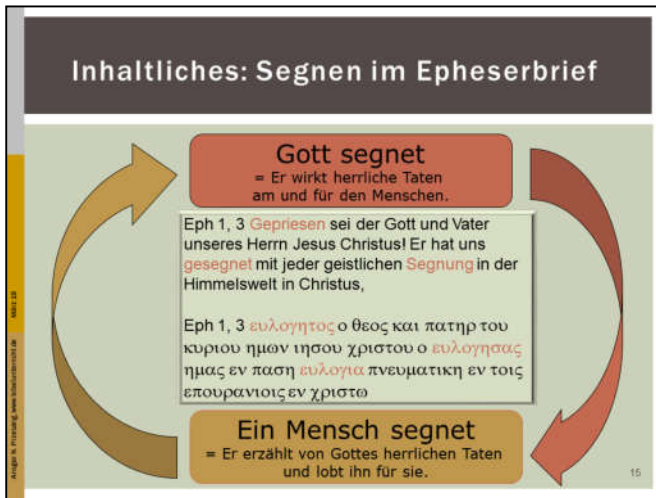 Inhaltliches: Segnen im Epheserbrief
Gott segnet
= Er wirkt herrliche Taten
am und für den Menschen.
Eph 1, 3 Gepriesen sei der Gott und Vater
unseres Herrn Jesus Christus! Er hat uns
gesegnet mit jeder geistlichen Segnung in der
Himmelswelt in Christus,
Eph 1, 3 ευλογητος ο θεος και πατηρ του
κυριου ημων ιησου χριστου ο ευλογησας
ημας εν παση ευλογια πνευματικη εν τοις
επουρανιοις εν χριστω
Ein Mensch segnet
= Er erzählt von Gottes herrlichen Taten
und lobt ihn für sie.
15